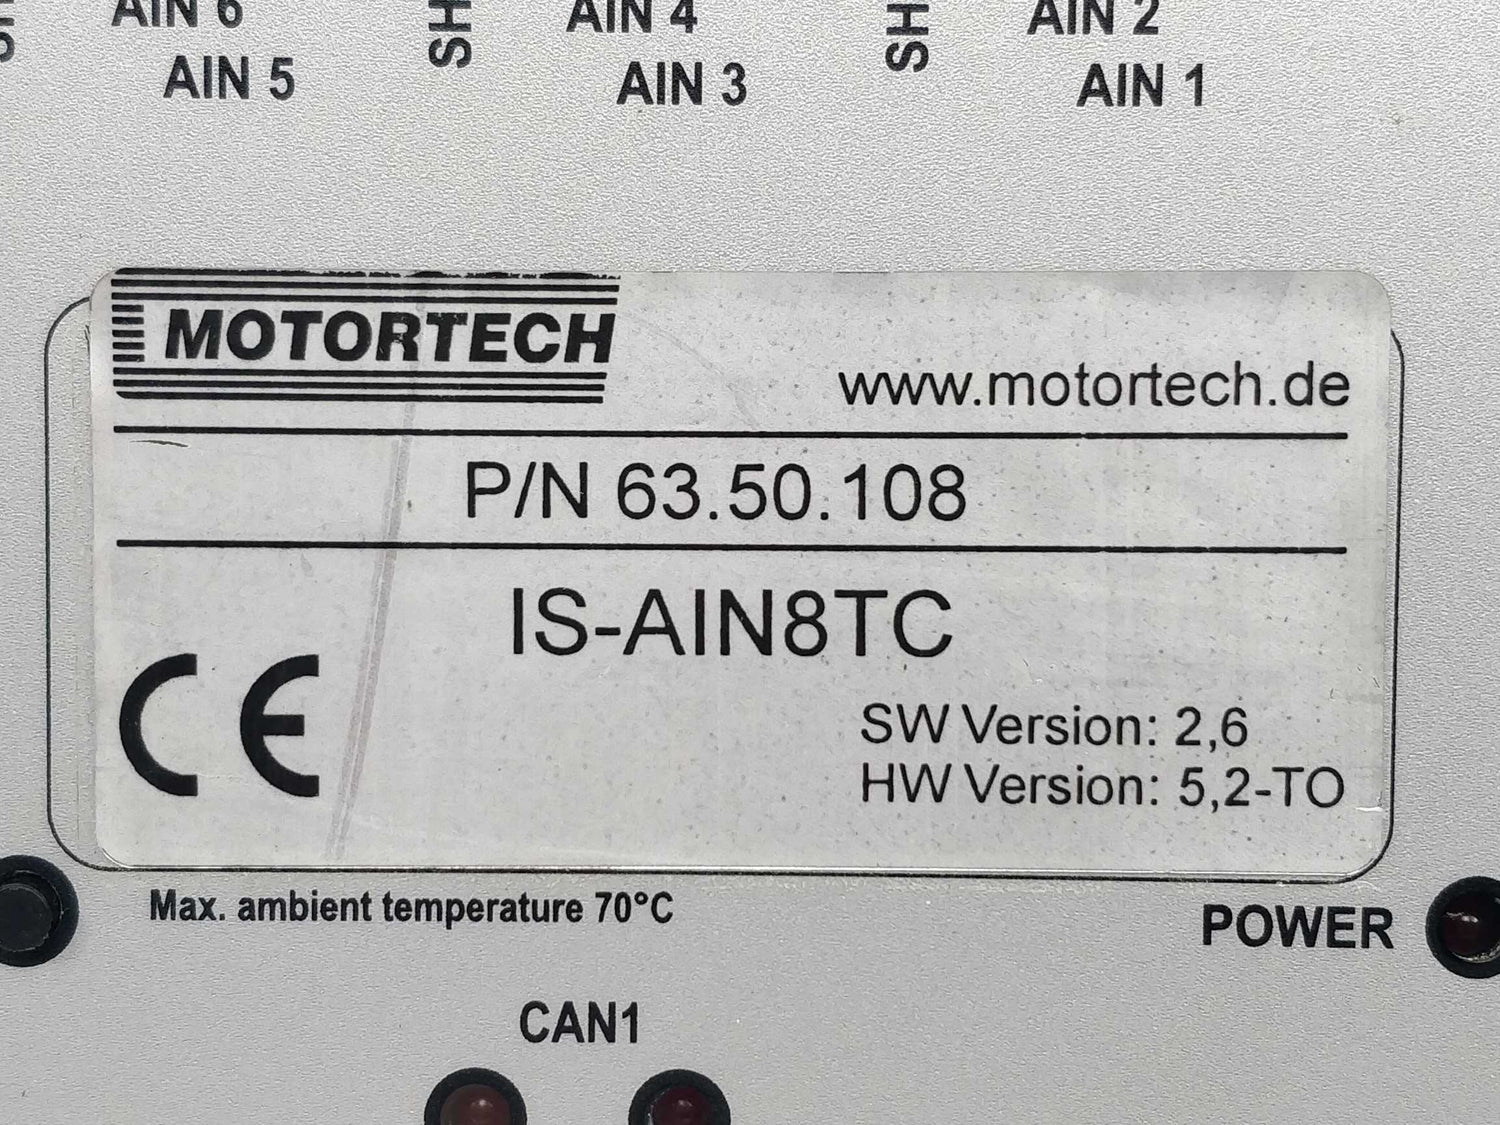 AIN 6 SH AIN 4 SH AIN 2
AIN 5 AIN 3 AIN 1
MOTORTECH
www.motortech.de
P/N 63.50.108
IS-AIN8TC
CE
SW Version: 2,6
HW Version: 5,2-TO
Max. ambient temperature 70°C
POWER
CAN1